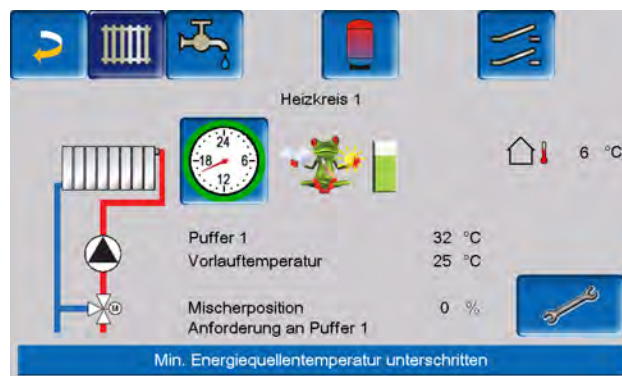 Heizkreis 1
24
18 6
12
6 °C
Puffer 1 32 °C
Vorlauftemperatur 25 °C
M
Mischerposition 0 %
Anforderung an Puffer 1
Min. Energiequellentemperatur unterschritten